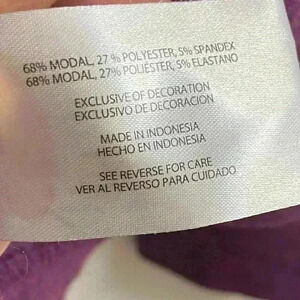 68% MODAL, 27% POLYESTER, 5% SPANDEX
68% MODAL, 27% POLIÉSTER, 5% ELASTANO
EXCLUSIVE OF DECORATION
EXCLUSIVO DE DECORACION
MADE IN INDONESIA
HECHO EN INDONESIA
SEE REVERSE FOR CARE
VER AL REVERSO PARA CUIDADO